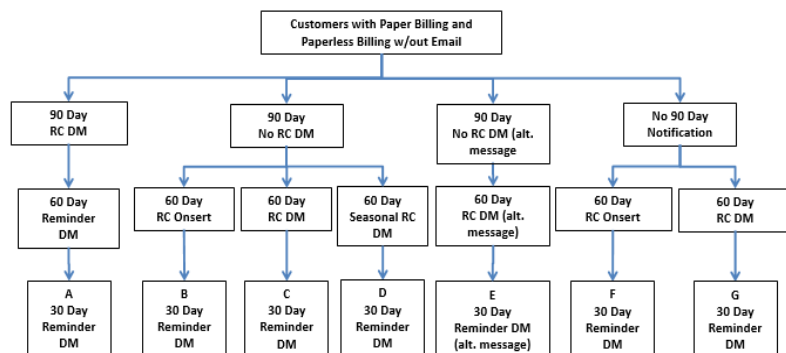 Customers with Paper Billing and
Paperless Billing w/out Email
90 Day
RC DM
90 Day
No RC DM
90 Day
No RC DM (alt.
message
No 90 Day
Notification
60 Day
Reminder
DM
60 Day
RC Onsert
60 Day
RC DM
60 Day
Seasonal RC
DM
60 Day
RC DM (alt.
message)
60 Day
RC Onsert
60 Day
RC DM
A
30 Day
Reminder
DM
B
30 Day
Reminder
DM
C
30 Day
Reminder
DM
D
30 Day
Reminder
DM
E
30 Day
Reminder DM
(alt. message)
F
30 Day
Reminder
DM
G
30 Day
Reminder
DM